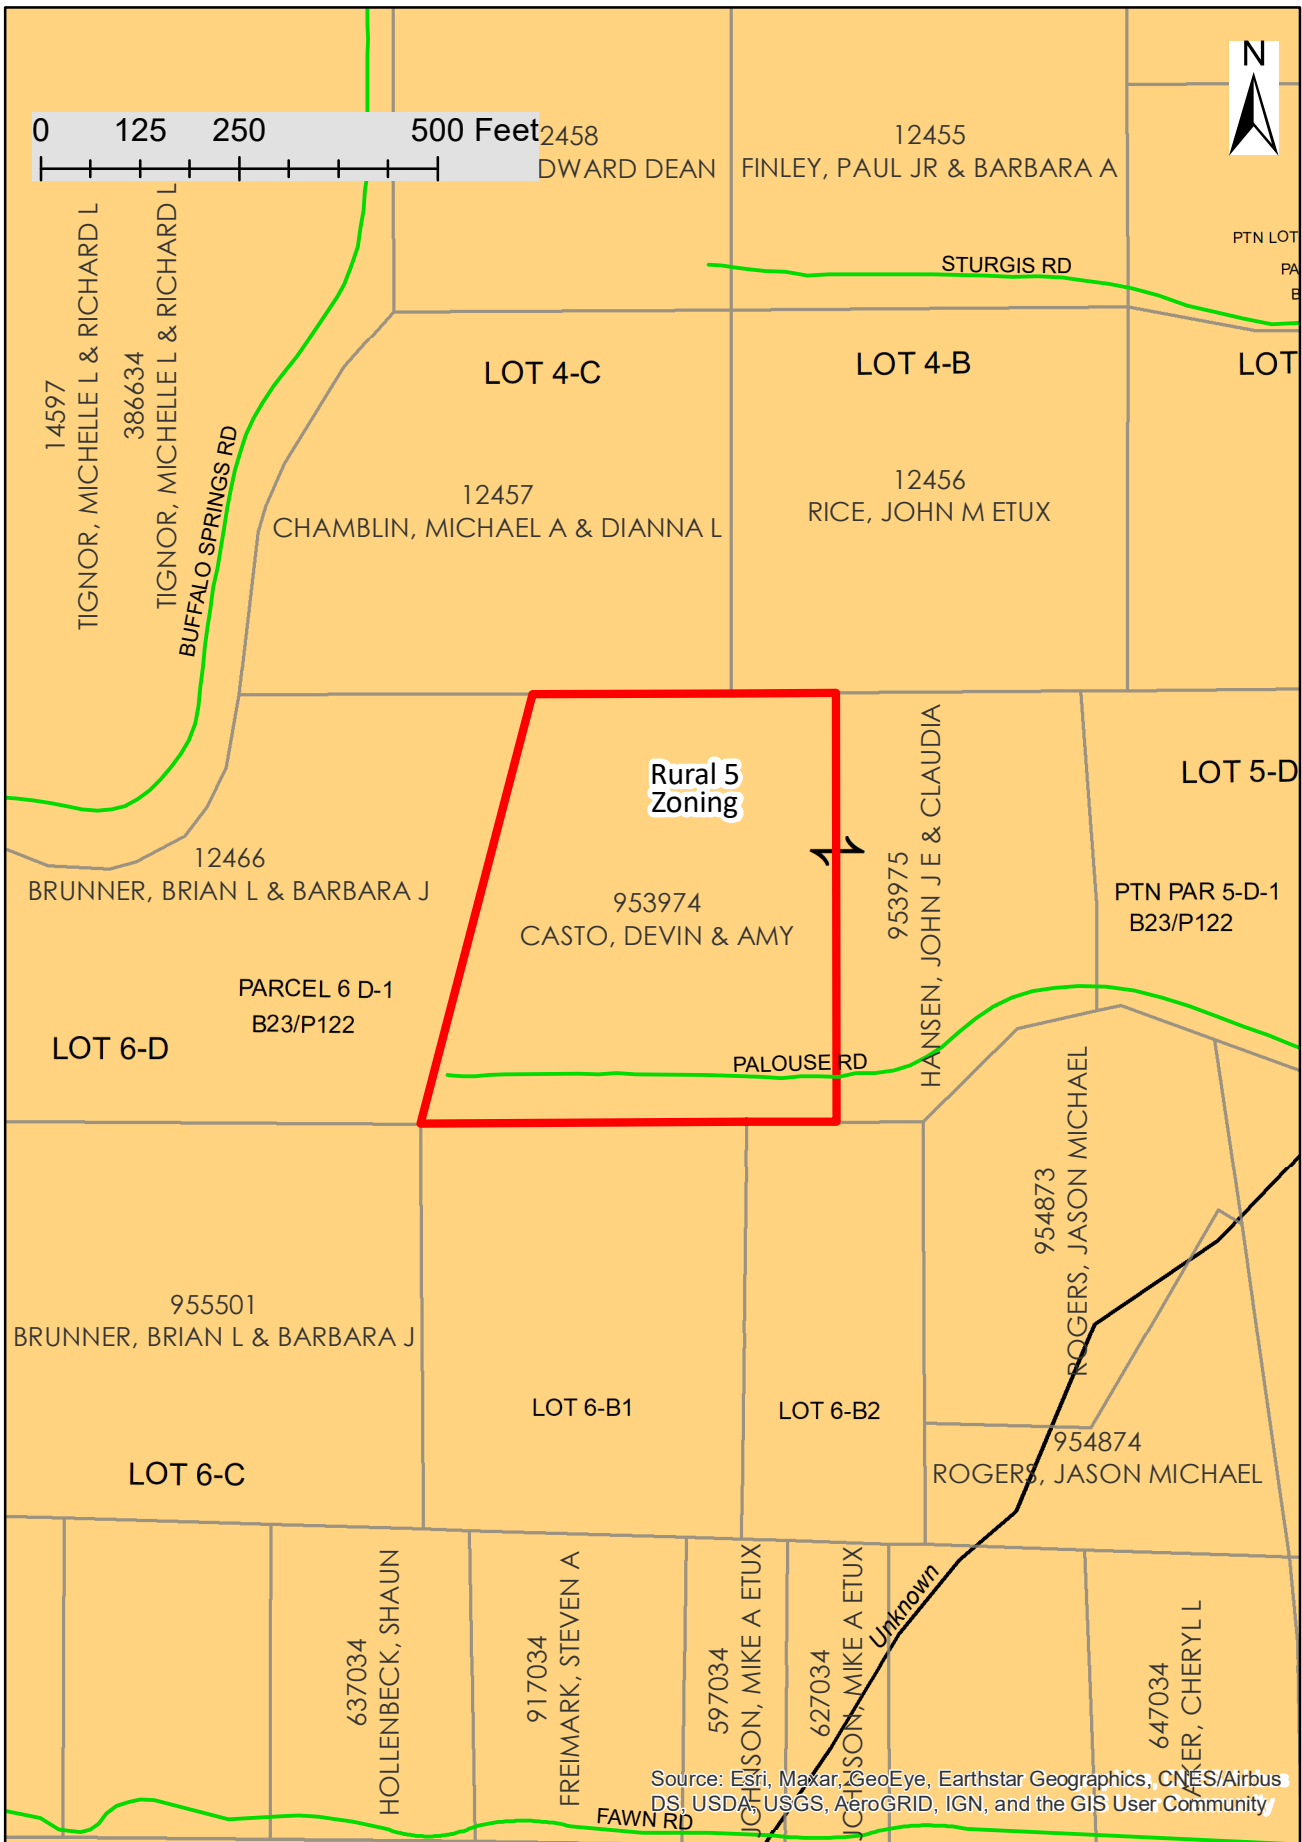 N
0 125 250 500 Feet
2458
DWARD DEAN
12455
FINLEY, PAUL JR & BARBARA A
PTN LOT
PA
B
STURGIS RD
14597
TIGNOR, MICHELLE L & RICHARD L
386634
TIGNOR, MICHELLE L & RICHARD L
BUFFALO SPRINGS RD
LOT 4-C
LOT 4-B
LOT
12457
CHAMBLIN, MICHAEL A & DIANNA L
12456
RICE, JOHN M ETUX
Rural 5
Zoning
LOT 5-D
12466
BRUNNER, BRIAN L & BARBARA J
953974
CASTO, DEVIN & AMY
953975
HANSEN, JOHN J E & CLAUDIA
PTN PAR 5-D-1
B23/P122
PARCEL 6 D-1
B23/P122
LOT 6-D
PALOUSE RD
954873
ROGERS, JASON MICHAEL
955501
BRUNNER, BRIAN L & BARBARA J
LOT 6-B1
LOT 6-B2
954874
ROGERS, JASON MICHAEL
LOT 6-C
637034
HOLLENBECK, SHAUN
917034
FREIMARK, STEVEN A
597034
JOHNSON, MIKE A ETUX
627034
JOHNSON, MIKE A ETUX
Unknown
647034
AKER, CHERYL L
FAWN RD
Source: Esri, Maxar, GeoEye, Earthstar Geographics, CNES/Airbus
DS, USDA, USGS, AeroGRID, IGN, and the GIS User Community